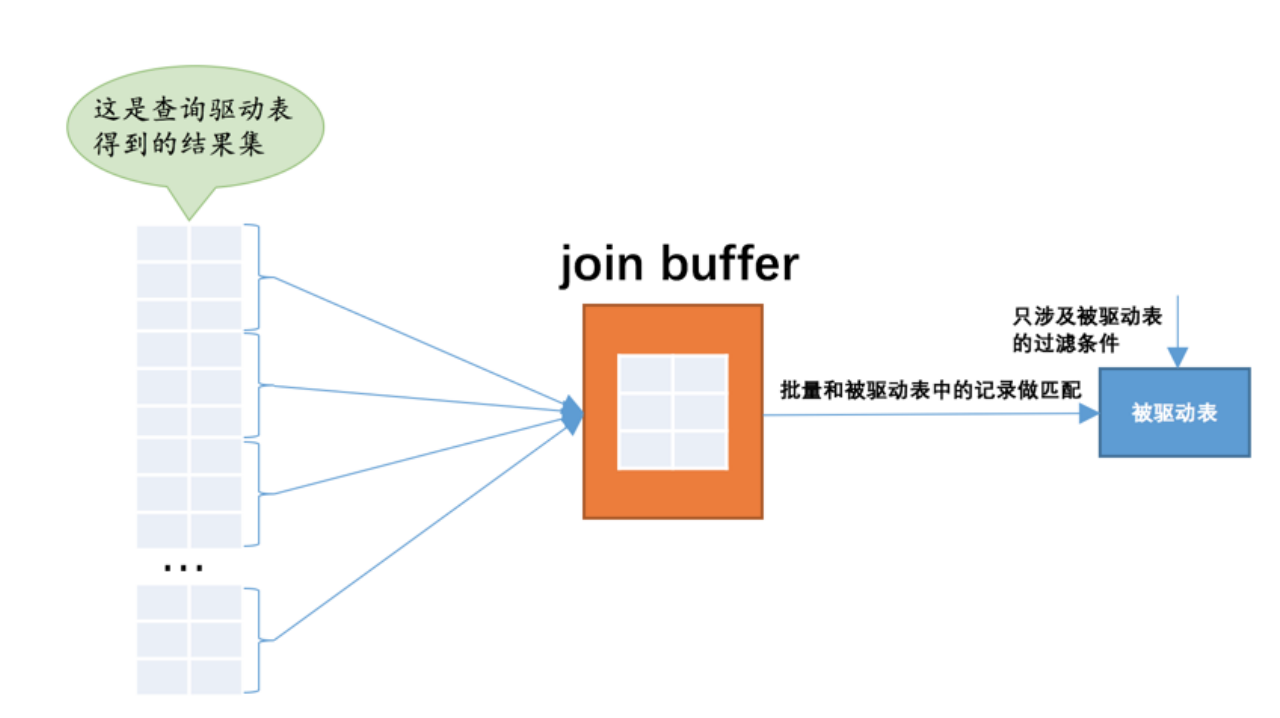 这是查询驱动表
得到的结果集
join buffer
只涉及被驱动表
的过滤条件
批量和被驱动表中的记录做匹配
被驱动表
...